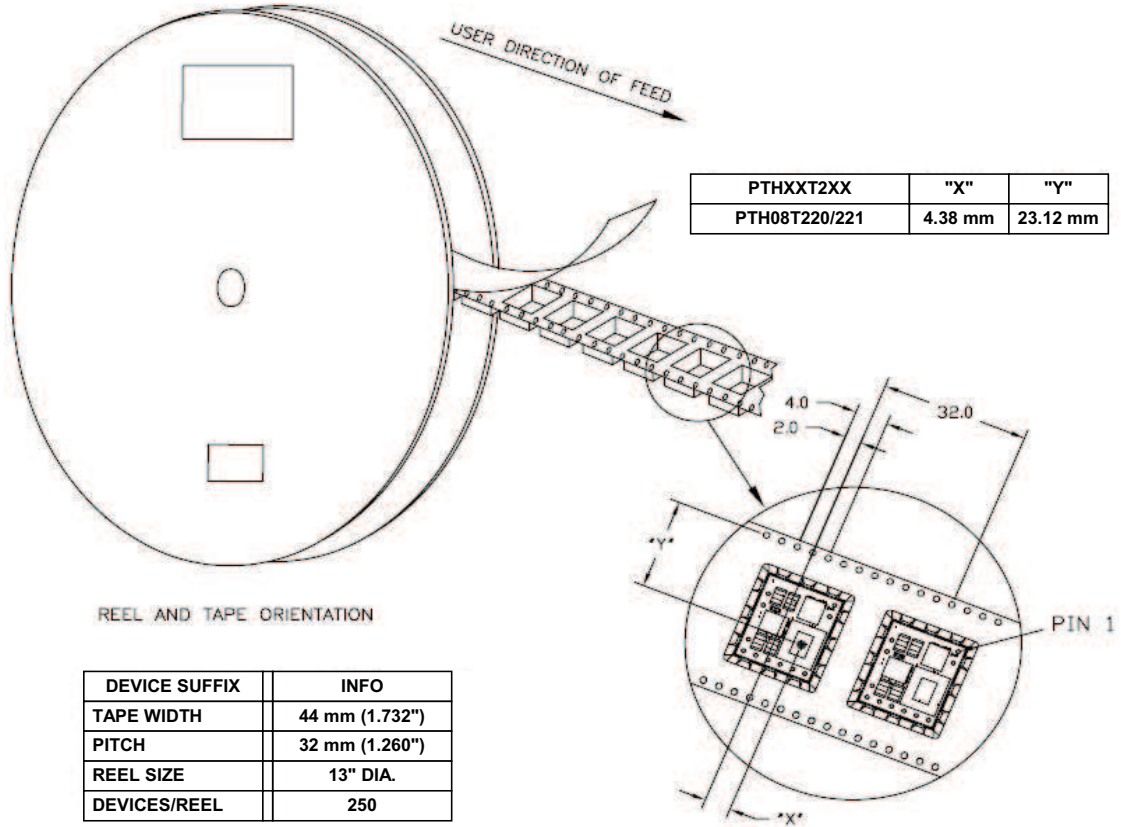 USER DIRECTION OF FEED
PTHXXT2XX "X" "Y"
PTH08T220/221 4.38 mm 23.12 mm
4.0
2.0
32.0
"Y"
PIN 1
"X"
REEL AND TAPE ORIENTATION
DEVICE SUFFIX INFO
TAPE WIDTH 44 mm (1.732")
PITCH 32 mm (1.260")
REEL SIZE 13" DIA.
DEVICES/REEL 250